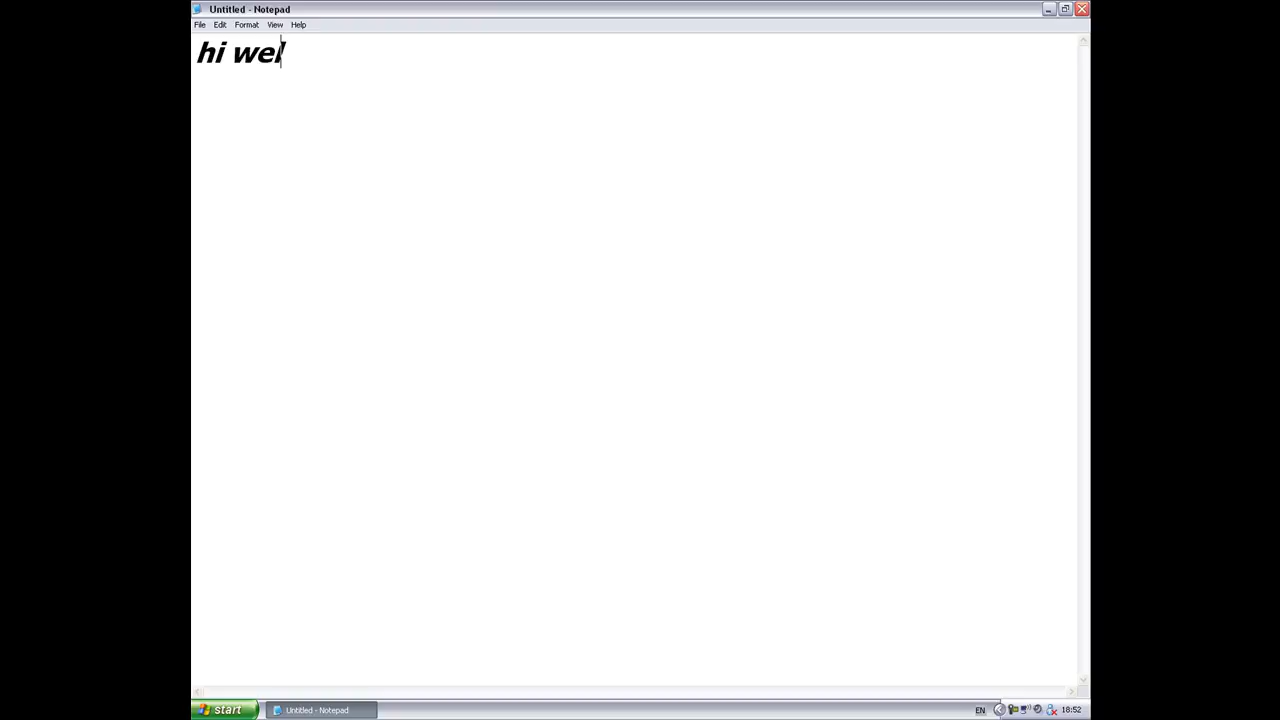 Untitled - Notepad
File Edit Format View Help
hi wel
start Untitled - Notepad EN 18:52